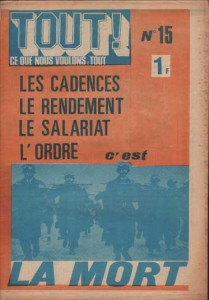 TOUT!
CE QUE NOUS VOULONS : TOUT
N° 15
1F
LES CADENCES
LE RENDEMENT
LE SALARIAT
L'ORDRE c'est
LA MORT